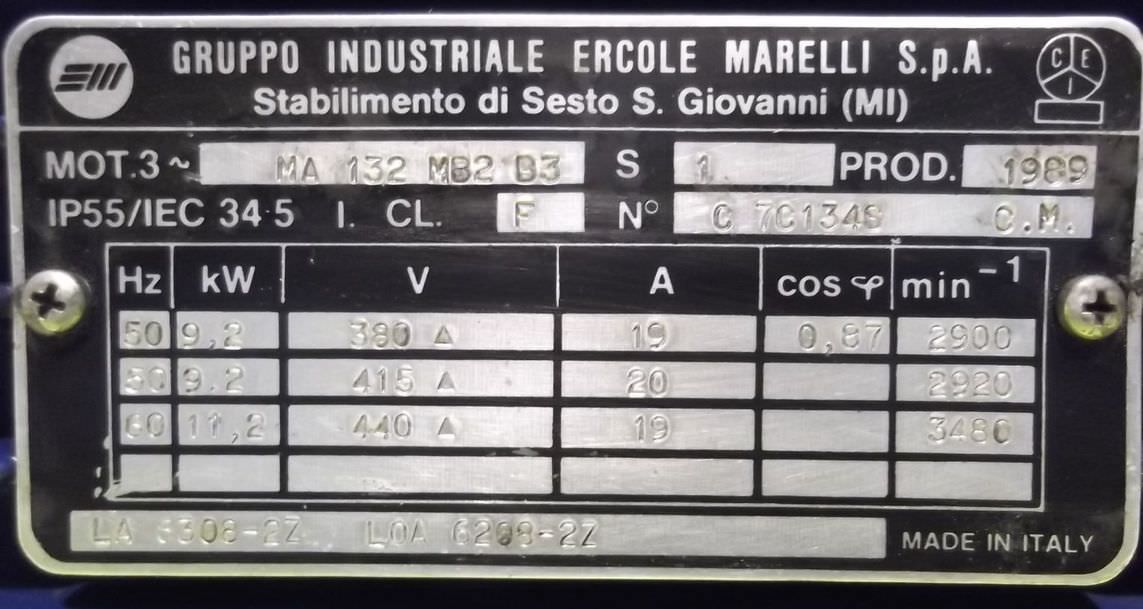 GRUPPO INDUSTRIALE ERCOLE MARELLI S.p.A.
CEI
Stabilimento di Sesto S. Giovanni (MI)
MOT.3~ MA 132 MB2 B3 S 1 PROD. 1989
IP55/IEC 34-5 I. CL. F N° C.M.
Hz kW V A cos φ min⁻¹
50 9,2 380 △ 19 0,87 2900
50 9.2 415 △ 20 2920
60 11,2 440 △ 19 3480
LA 6308-2Z LOA 6208-2Z
MADE IN ITALY